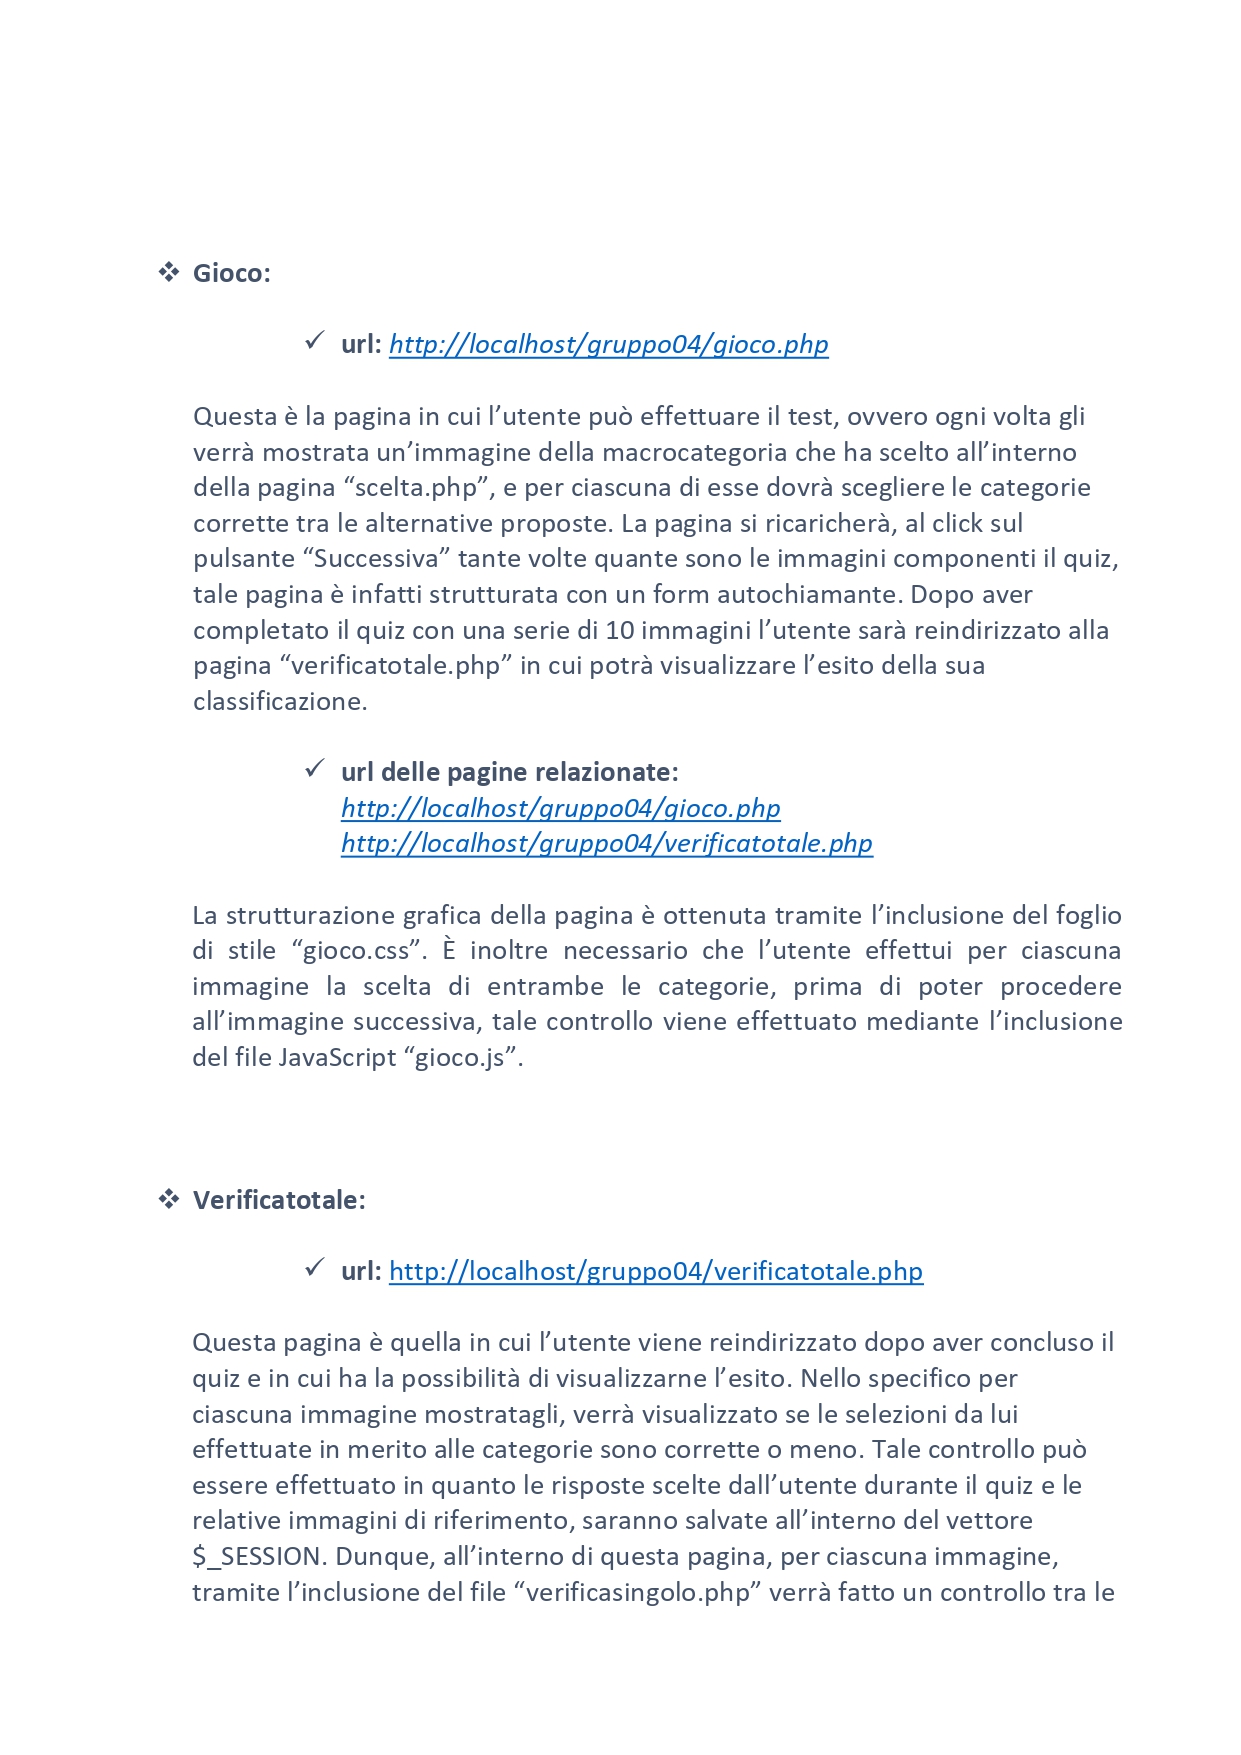 ❖ Gioco:
✓ url: http://localhost/gruppo04/gioco.php
Questa è la pagina in cui l’utente può effettuare il test, ovvero ogni volta gli
verrà mostrata un’immagine della macrocategoria che ha scelto all’interno
della pagina “scelta.php”, e per ciascuna di esse dovrà scegliere le categorie
corrette tra le alternative proposte. La pagina si ricaricherà, al click sul
pulsante “Successiva” tante volte quante sono le immagini componenti il quiz,
tale pagina è infatti strutturata con un form autochiamante. Dopo aver
completato il quiz con una serie di 10 immagini l’utente sarà reindirizzato alla
pagina “verificatotale.php” in cui potrà visualizzare l’esito della sua
classificazione.
✓ url delle pagine relazionate:
http://localhost/gruppo04/gioco.php
http://localhost/gruppo04/verificatotale.php
La strutturazione grafica della pagina è ottenuta tramite l’inclusione del foglio
di stile “gioco.css”. È inoltre necessario che l’utente effettui per ciascuna
immagine la scelta di entrambe le categorie, prima di poter procedere
all’immagine successiva, tale controllo viene effettuato mediante l’inclusione
del file JavaScript “gioco.js”.
❖ Verificatotale:
✓ url: http://localhost/gruppo04/verificatotale.php
Questa pagina è quella in cui l’utente viene reindirizzato dopo aver concluso il
quiz e in cui ha la possibilità di visualizzarne l’esito. Nello specifico per
ciascuna immagine mostratagli, verrà visualizzato se le selezioni da lui
effettuate in merito alle categorie sono corrette o meno. Tale controllo può
essere effettuato in quanto le risposte scelte dall’utente durante il quiz e le
relative immagini di riferimento, saranno salvate all’interno del vettore
$_SESSION. Dunque, all’interno di questa pagina, per ciascuna immagine,
tramite l’inclusione del file “verificasingolo.php” verrà fatto un controllo tra le